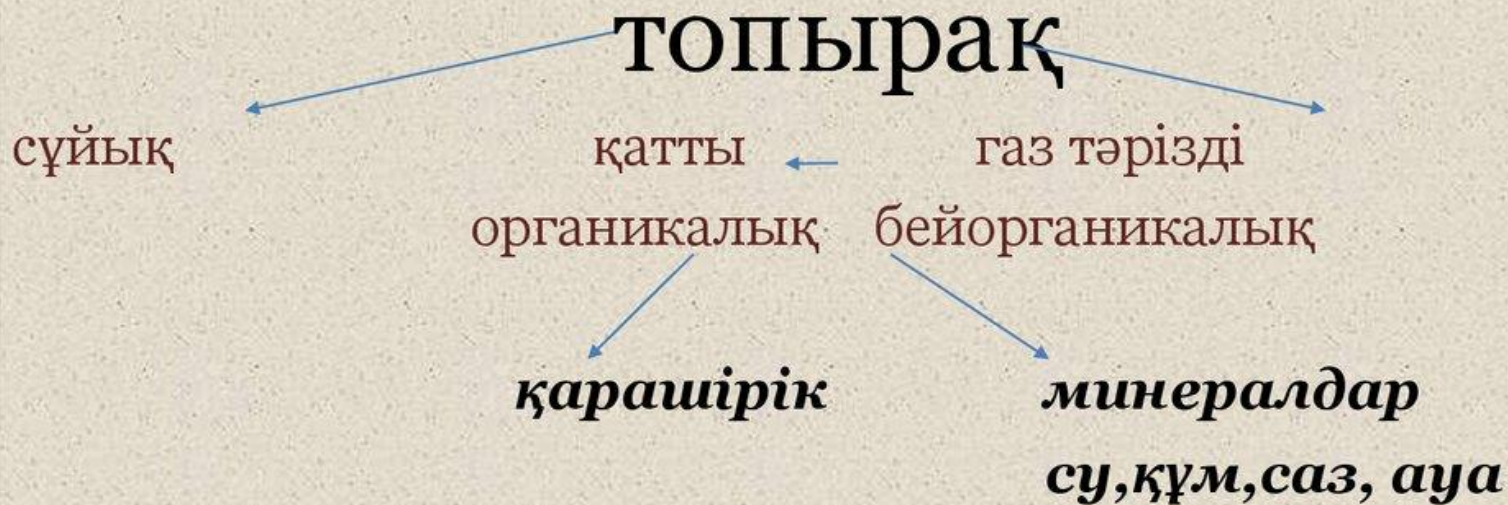 топырақ
сұйық қатты газ тәрізді
органикалық бейорганикалық
қарашірік минералдар
су,құм,саз, ауа